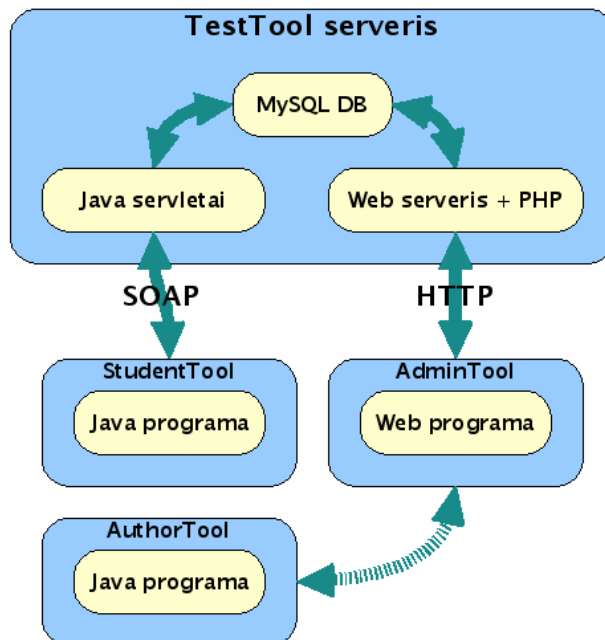 TestTool serveris
MySQL DB
Java servletai
Web serveris + PHP
SOAP
HTTP
StudentTool
Java programa
AdminTool
Web programa
AuthorTool
Java programa